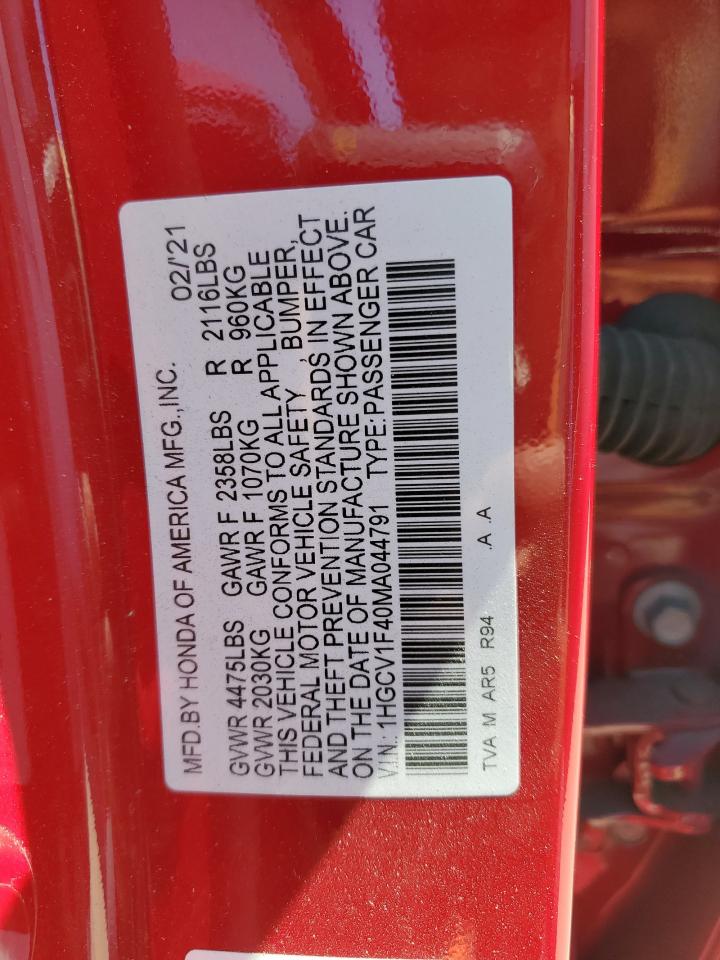 MFD.BY HONDA OF AMERICA MFG.,INC. 02/'21
GVWR 4475LBS GAWR F 2358LBS R 2116LBS
GVWR 2030KG GAWR F 1070KG R 960KG
THIS VEHICLE CONFORMS TO ALL APPLICABLE
FEDERAL MOTOR VEHICLE SAFETY , BUMPER,
AND THEFT PREVENTION STANDARDS IN EFFECT
ON THE DATE OF MANUFACTURE SHOWN ABOVE.
V.I.N.: 1HGCV1F40MA044791 TYPE:PASSENGER CAR
TVA M AR5 R94 .A .A